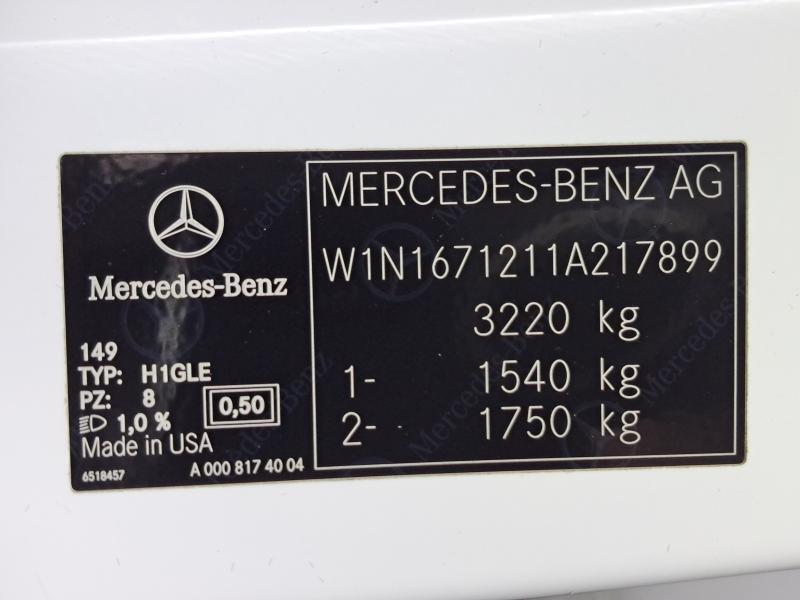 Mercedes-Benz
149
TYP: H1GLE
PZ: 8
1,0 %
0,50
Made in USA
6518457
A 000 817 40 04
MERCEDES-BENZ AG
W1N1671211A217899
3220 kg
1- 1540 kg
2- 1750 kg